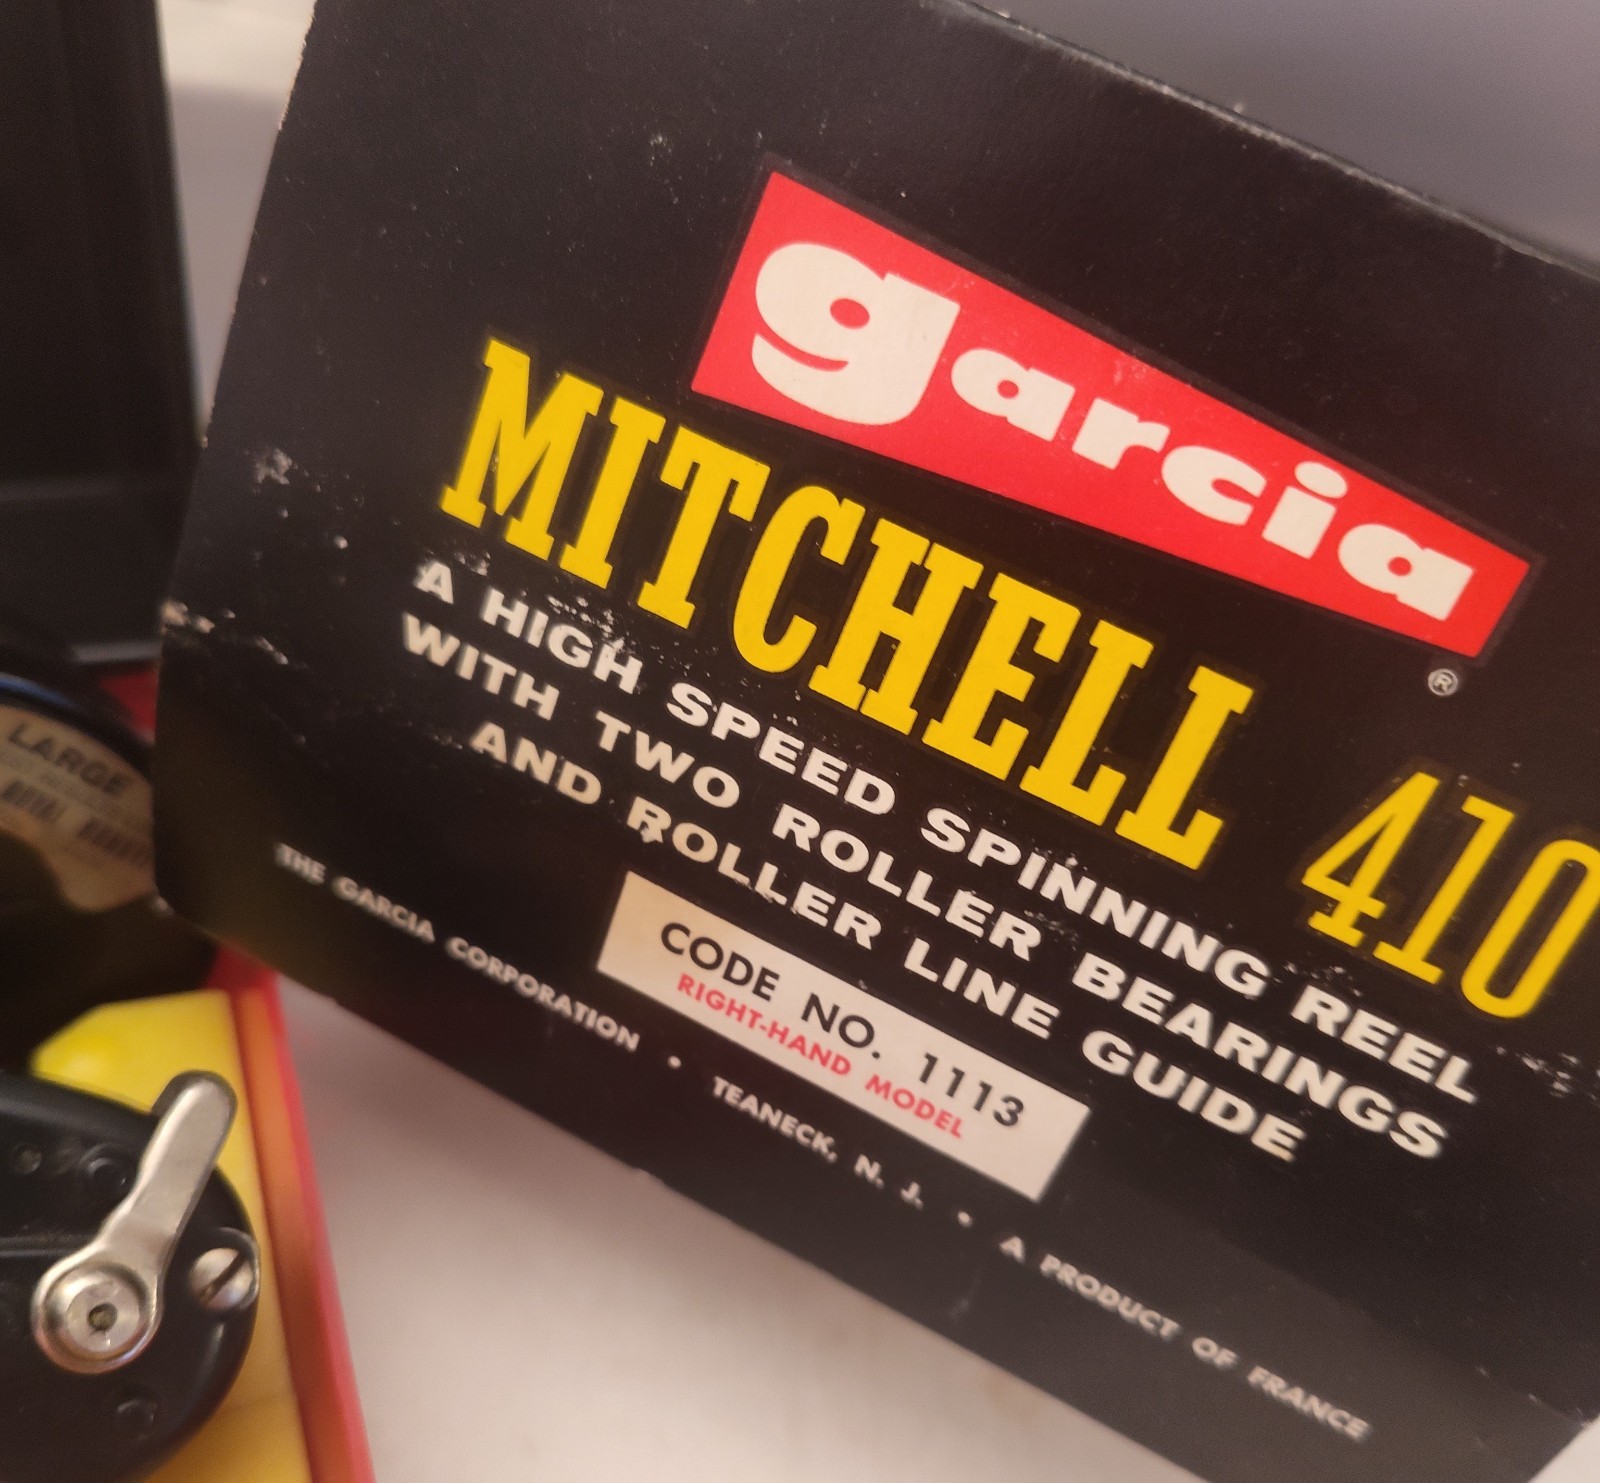 garcia
®
MITCHELL 410
A HIGH SPEED SPINNING REEL
WITH TWO ROLLER BEARINGS
AND ROLLER LINE GUIDE
CODE NO. 1113
RIGHT-HAND MODEL
THE GARCIA CORPORATION • TEANECK, N. J. • A PRODUCT OF FRANCE
LARGE